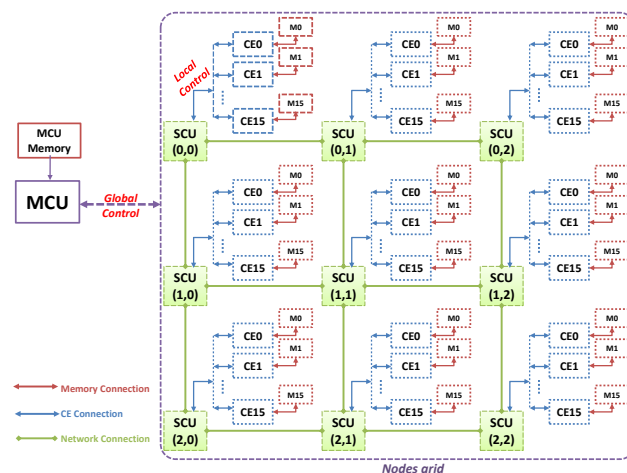 M0
CE0
M1
CE1
M15
CE15
Local
Control
SCU
(0,0)
M0
CE0
M1
CE1
M15
CE15
SCU
(0,1)
M0
CE0
M1
CE1
M15
CE15
SCU
(0,2)
MCU
Memory
MCU
Global
Control
M0
CE0
M1
CE1
M15
CE15
SCU
(1,0)
M0
CE0
M1
CE1
M15
CE15
SCU
(1,1)
M0
CE0
M1
CE1
M15
CE15
SCU
(1,2)
M0
CE0
M1
CE1
M15
CE15
SCU
(2,0)
M0
CE0
M1
CE1
M15
CE15
SCU
(2,1)
M0
CE0
M1
CE1
M15
CE15
SCU
(2,2)
Memory Connection
CE Connection
Network Connection
Nodes grid